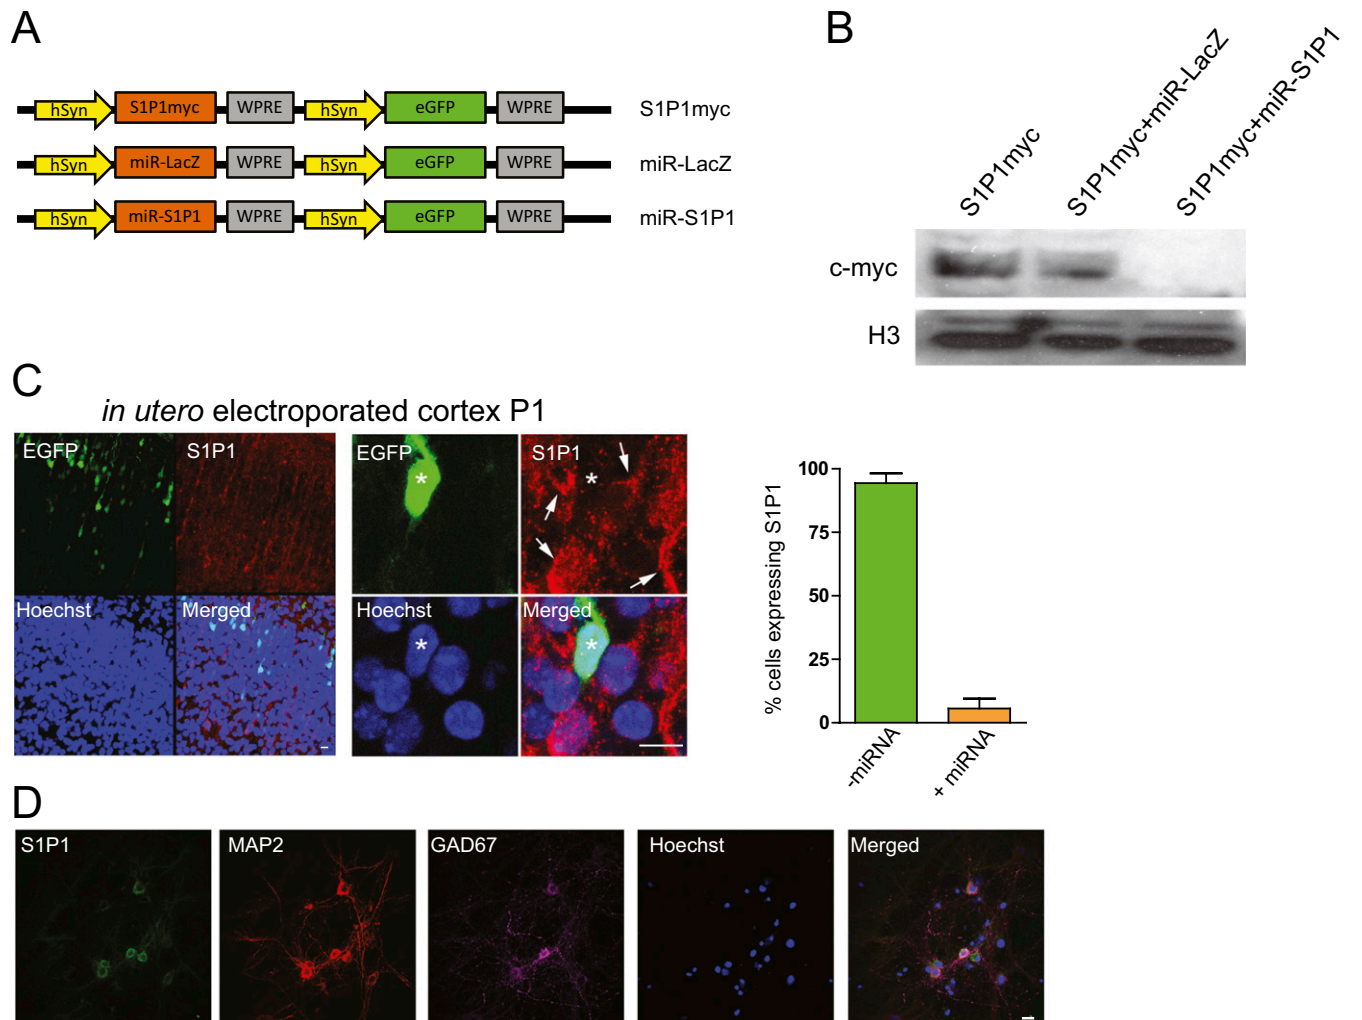 A
hSyn S1P1myc WPRE hSyn eGFP WPRE S1P1myc
hSyn miR-LacZ WPRE hSyn eGFP WPRE miR-LacZ
hSyn miR-S1P1 WPRE hSyn eGFP WPRE miR-S1P1
B
S1P1myc
S1P1myc+miR-LacZ
S1P1myc+miR-S1P1
c-myc
H3
C
in utero electroporated cortex P1
EGFP S1P1
Hoechst Merged
EGFP S1P1
* *
Hoechst Merged
* *
% cells expressing S1P1
100
75
50
25
0
-miRNA
+ miRNA
D
S1P1 MAP2 GAD67 Hoechst Merged